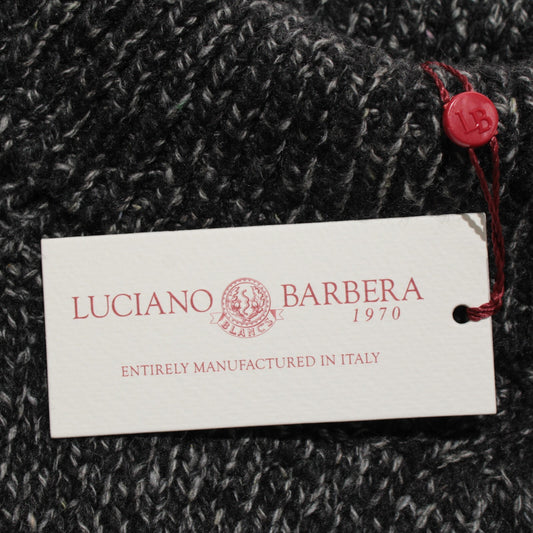 LB
LUCIANO BARBERA
BLANCS
1970
ENTIRELY MANUFACTURED IN ITALY